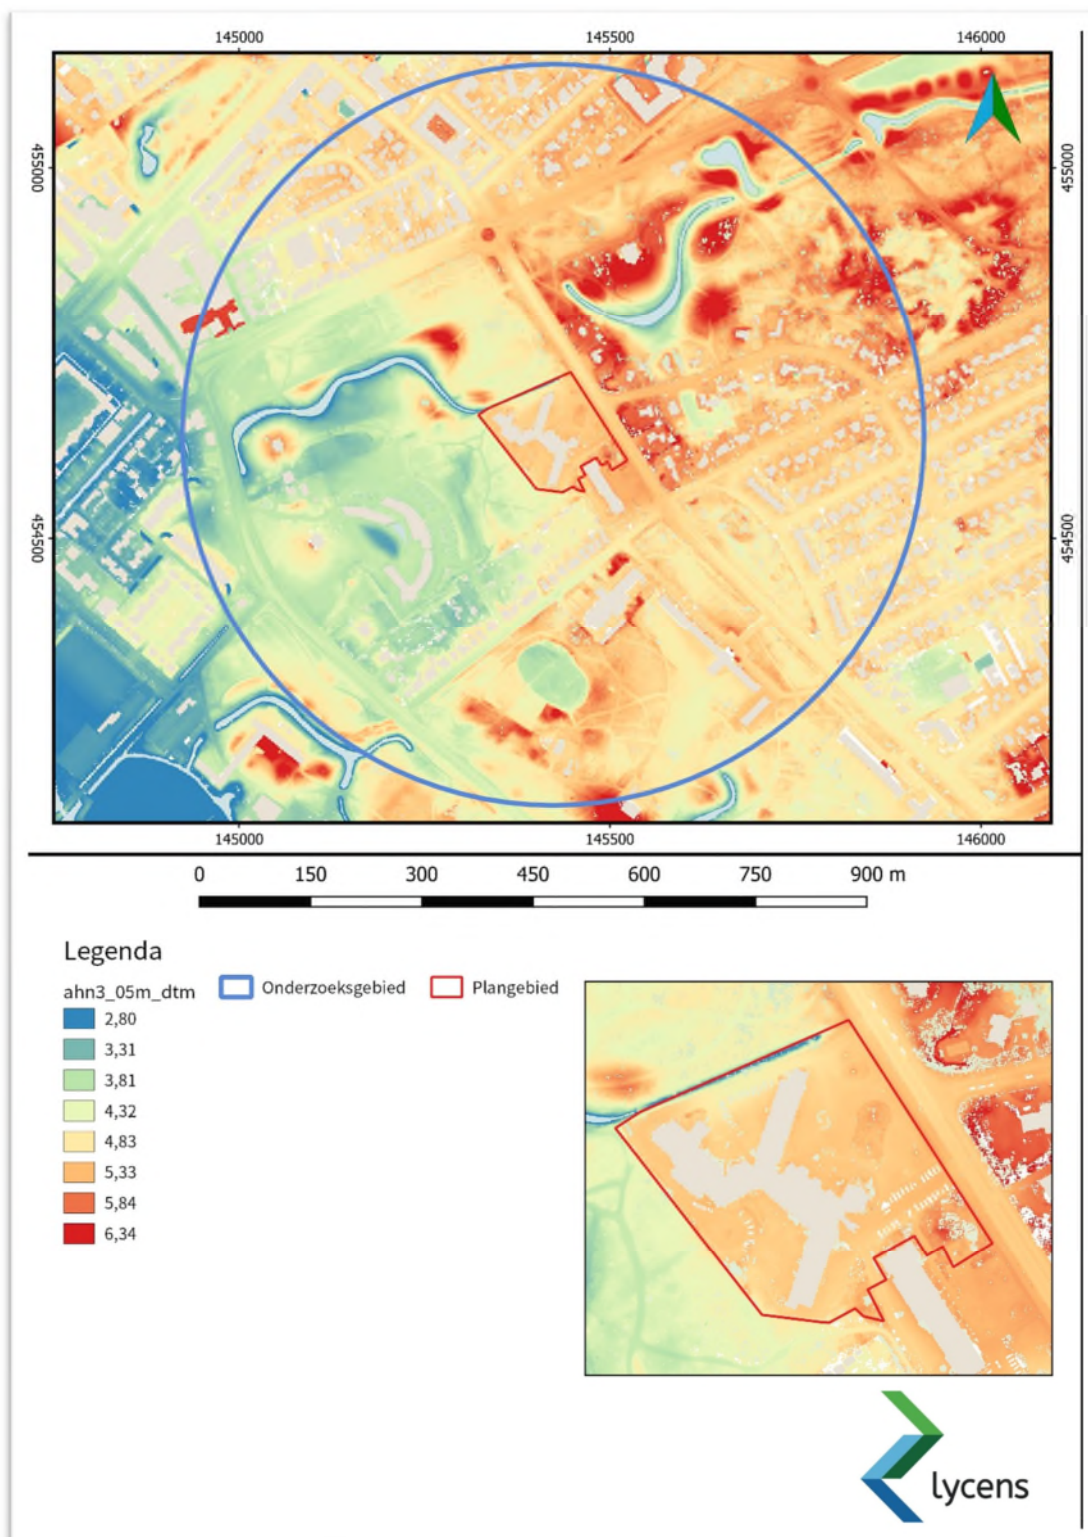 145000 145500 146000
455000 455000
454500 454500
145000 145500 146000
0 150 300 450 600 750 900 m
Legenda
ahn3_05m_dtm Onderzoeksgebied Plangebied
2,80
3,31
3,81
4,32
4,83
5,33
5,84
6,34
lycens